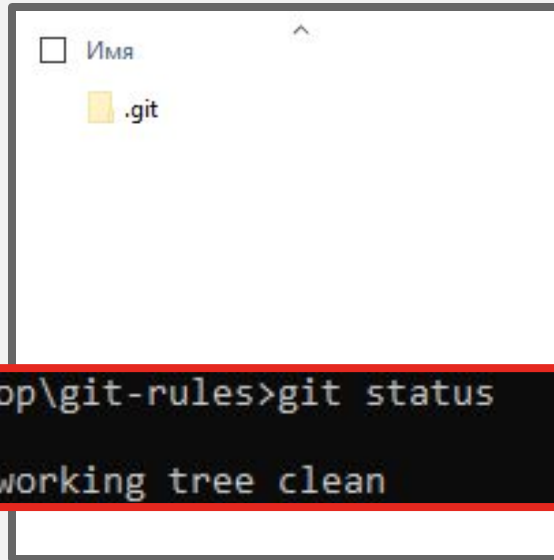 Имя
.git
op\git-rules>git status
working tree clean